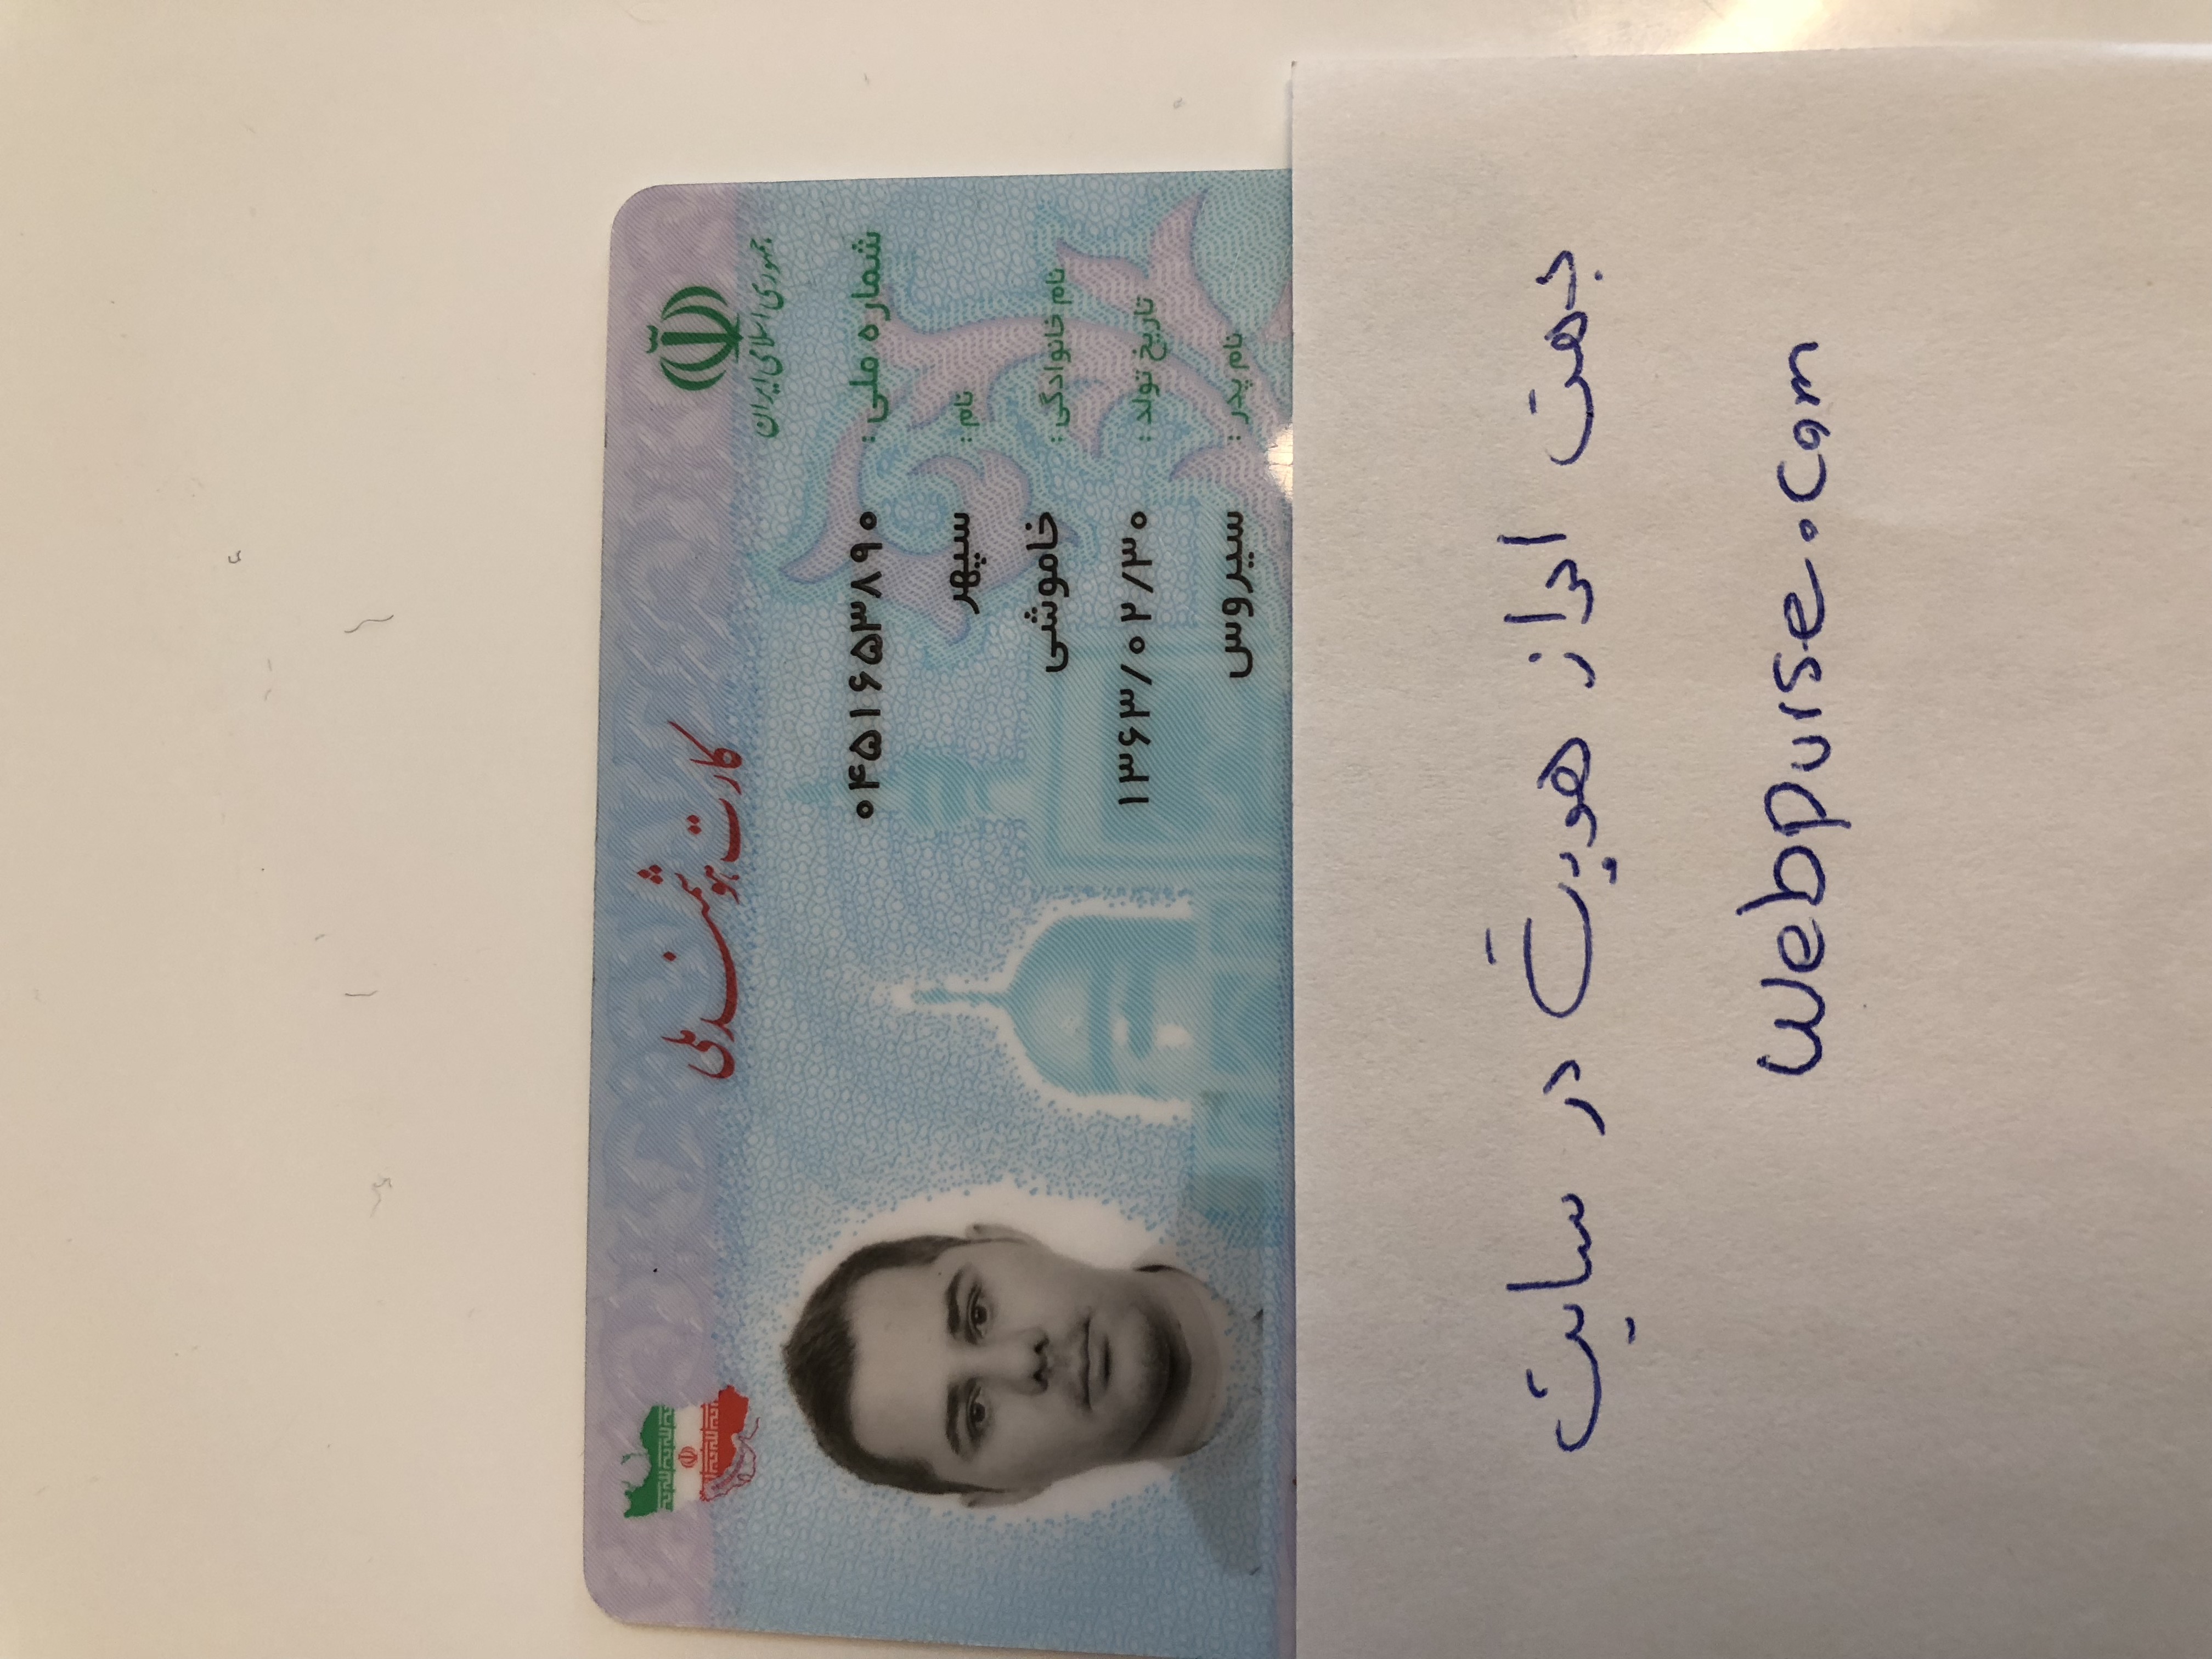 کارت هوشمند ملی
جمهوری اسلامی ایران
شماره ملی : ۰۴۵۱۶۵۳۸۹۰
نام : سپهر
نام خانوادگی : خاموشی
تاریخ تولد : ۱۳۶۳/۰۲/۳۰
نام پدر : سیروس
جهت احراز هویت در سایت
webpurse.com